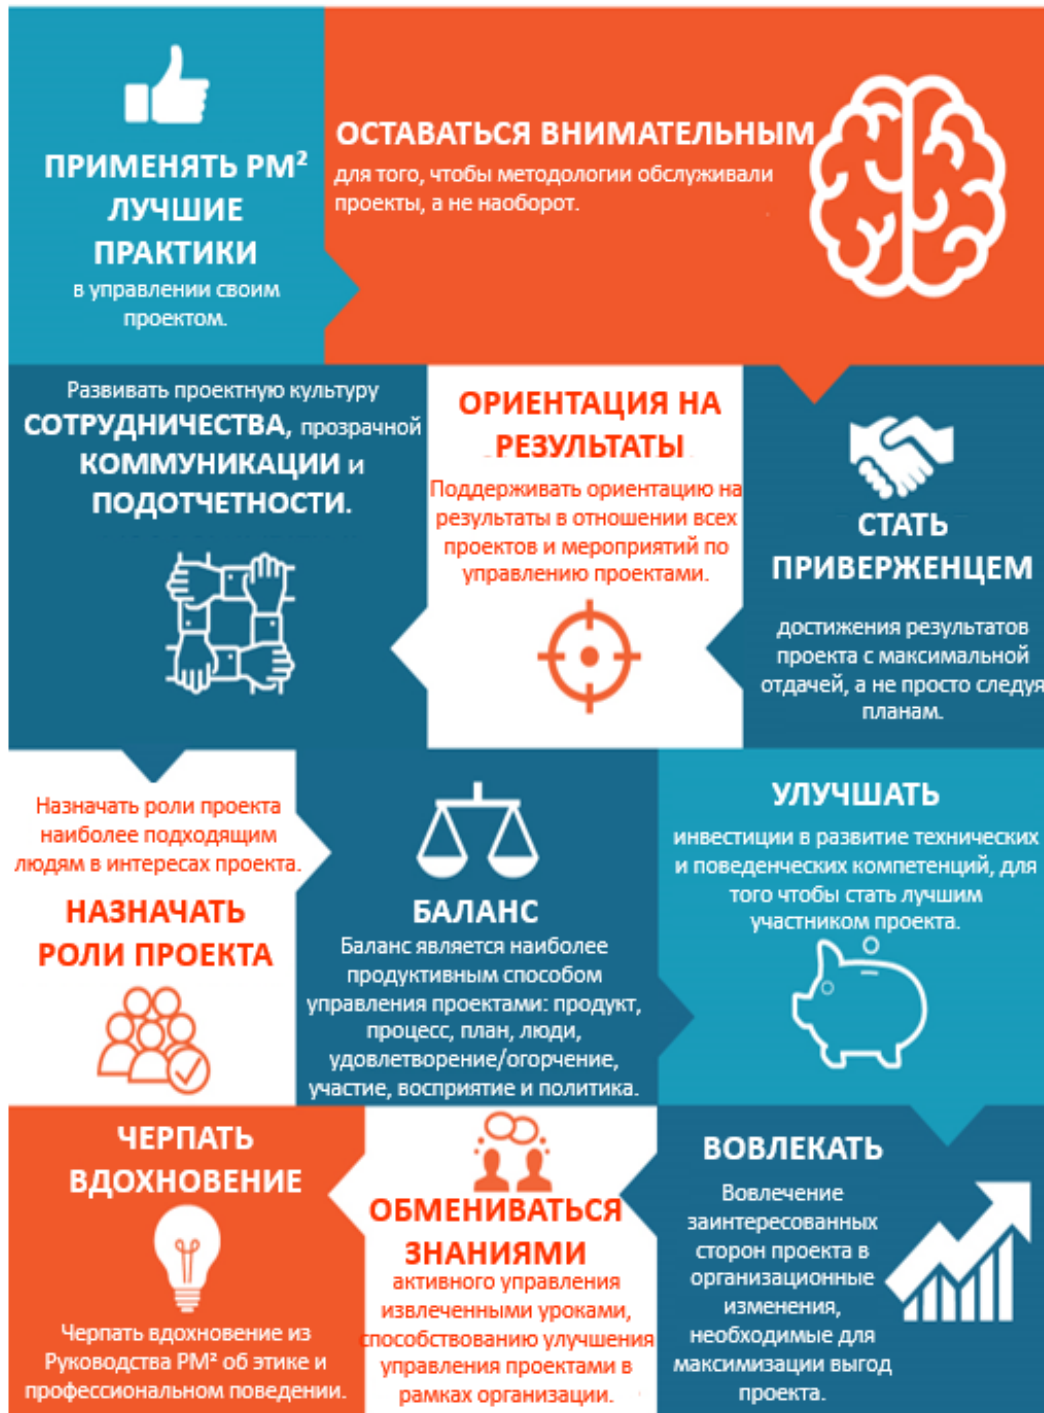 ПРИМЕНЯТЬ PM²
ЛУЧШИЕ
ПРАКТИКИ
в управлении своим
проектом.
ОСТАВАТЬСЯ ВНИМАТЕЛЬНЫМ
для того, чтобы методологии обслуживали
проекты, а не наоборот.
СТАТЬ
ПРИВЕРЖЕНЦЕМ
достижения результатов
проекта с максимальной
отдачей, а не просто следуя
планам.
ОРИЕНТАЦИЯ НА
РЕЗУЛЬТАТЫ
Поддерживать ориентацию на
результаты в отношении всех
проектов и мероприятий по
управлению проектами.
Развивать проектную культуру
СОТРУДНИЧЕСТВА, прозрачной
КОММУНИКАЦИИ и
ПОДОТЧЕТНОСТИ.
Назначать роли проекта
наиболее подходящим
людям в интересах проекта.
НАЗНАЧАТЬ
РОЛИ ПРОЕКТА
БАЛАНС
Баланс является наиболее
продуктивным способом
управления проектами: продукт,
процесс, план, люди,
удовлетворение/огорчение,
участие, восприятие и политика.
УЛУЧШАТЬ
инвестиции в развитие технических
и поведенческих компетенций, для
того чтобы стать лучшим
участником проекта.
ВОВЛЕКАТЬ
Вовлечение
заинтересованных
сторон проекта в
организационные
изменения,
необходимые для
максимизации выгод
проекта.
ОБМЕНИВАТЬСЯ
ЗНАНИЯМИ
активного управления
извлеченными уроками,
способствованию улучшения
управления проектами в
рамках организации.
ЧЕРПАТЬ
ВДОХНОВЕНИЕ
Черпать вдохновение из
Руководства PM² об этике и
профессиональном поведении.